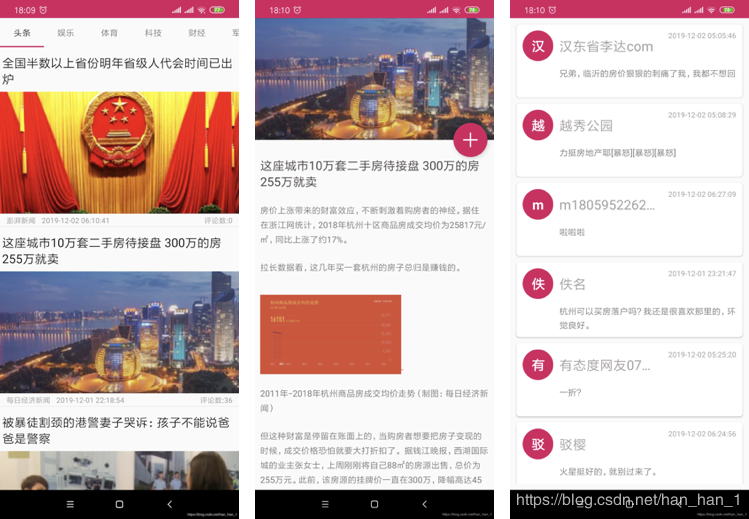 18:09
头条 娱乐 体育 科技 财经 军
全国半数以上省份明年省级人代会时间已出
炉
澎湃新闻 2019-12-02 06:10:41 评论数:0
这座城市10万套二手房待接盘 300万的房
255万就卖
每日经济新闻 2019-12-01 22:18:54 评论数:36
被暴徒割颈的港警妻子哭诉: 孩子不能说爸
爸是警察
https://blog.csdn.net/han_han_1
18:10
这座城市10万套二手房待接盘 300万的房
255万就卖
房价上涨带来的财富效应，不断刺激着购房者的神经。据住
在浙江网统计，2018年杭州十区商品房成交均价为25817元/
㎡，同比上涨了约17%。
拉长数据看，这几年买一套杭州的房子总归是赚钱的。
2011年-2018年杭州商品房成交均价走势（制图：每日经济新
闻）
但这种财富是停留在账面上的，当购房者想要把房子变现的
时候，成交价格恐怕就要大打折扣了。据钱江晚报，西湖国际
城的业主张女士，上周刚刚将自己88㎡的房源出售，总价为
255万元。此前，该房源的挂牌价一直在300万，降幅高达45
https://blog.csdn.net/han_han_1
18:10
汉 汉东省李达com 2019-12-02 05:05:46
兄弟，临沂的房价狠狠的刺痛了我，我都不想回
越 越秀公园 2019-12-02 05:08:29
力挺房地产耶[暴怒][暴怒][暴怒]
m m1805952262... 2019-12-02 06:27:09
啦啦啦
佚 佚名 2019-12-01 23:21:47
杭州可以买房落户吗？我还是很喜欢那里的，环
境良好。
有 有态度网友07... 2019-12-02 05:25:20
一折？
驳 驳樱 2019-12-02 06:24:56
火星挺好的，就别过来了。
https://blog.csdn.net/han_han_1